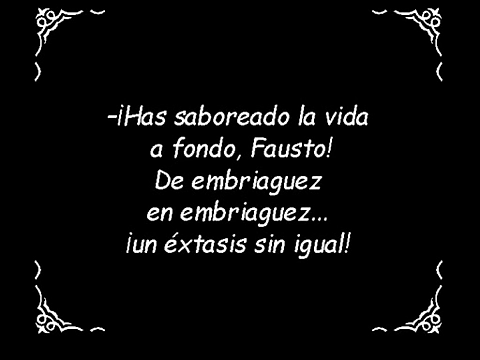 -¡Has saboreado la vida
a fondo, Fausto!
De embriaguez
en embriaguez...
¡un éxtasis sin igual!